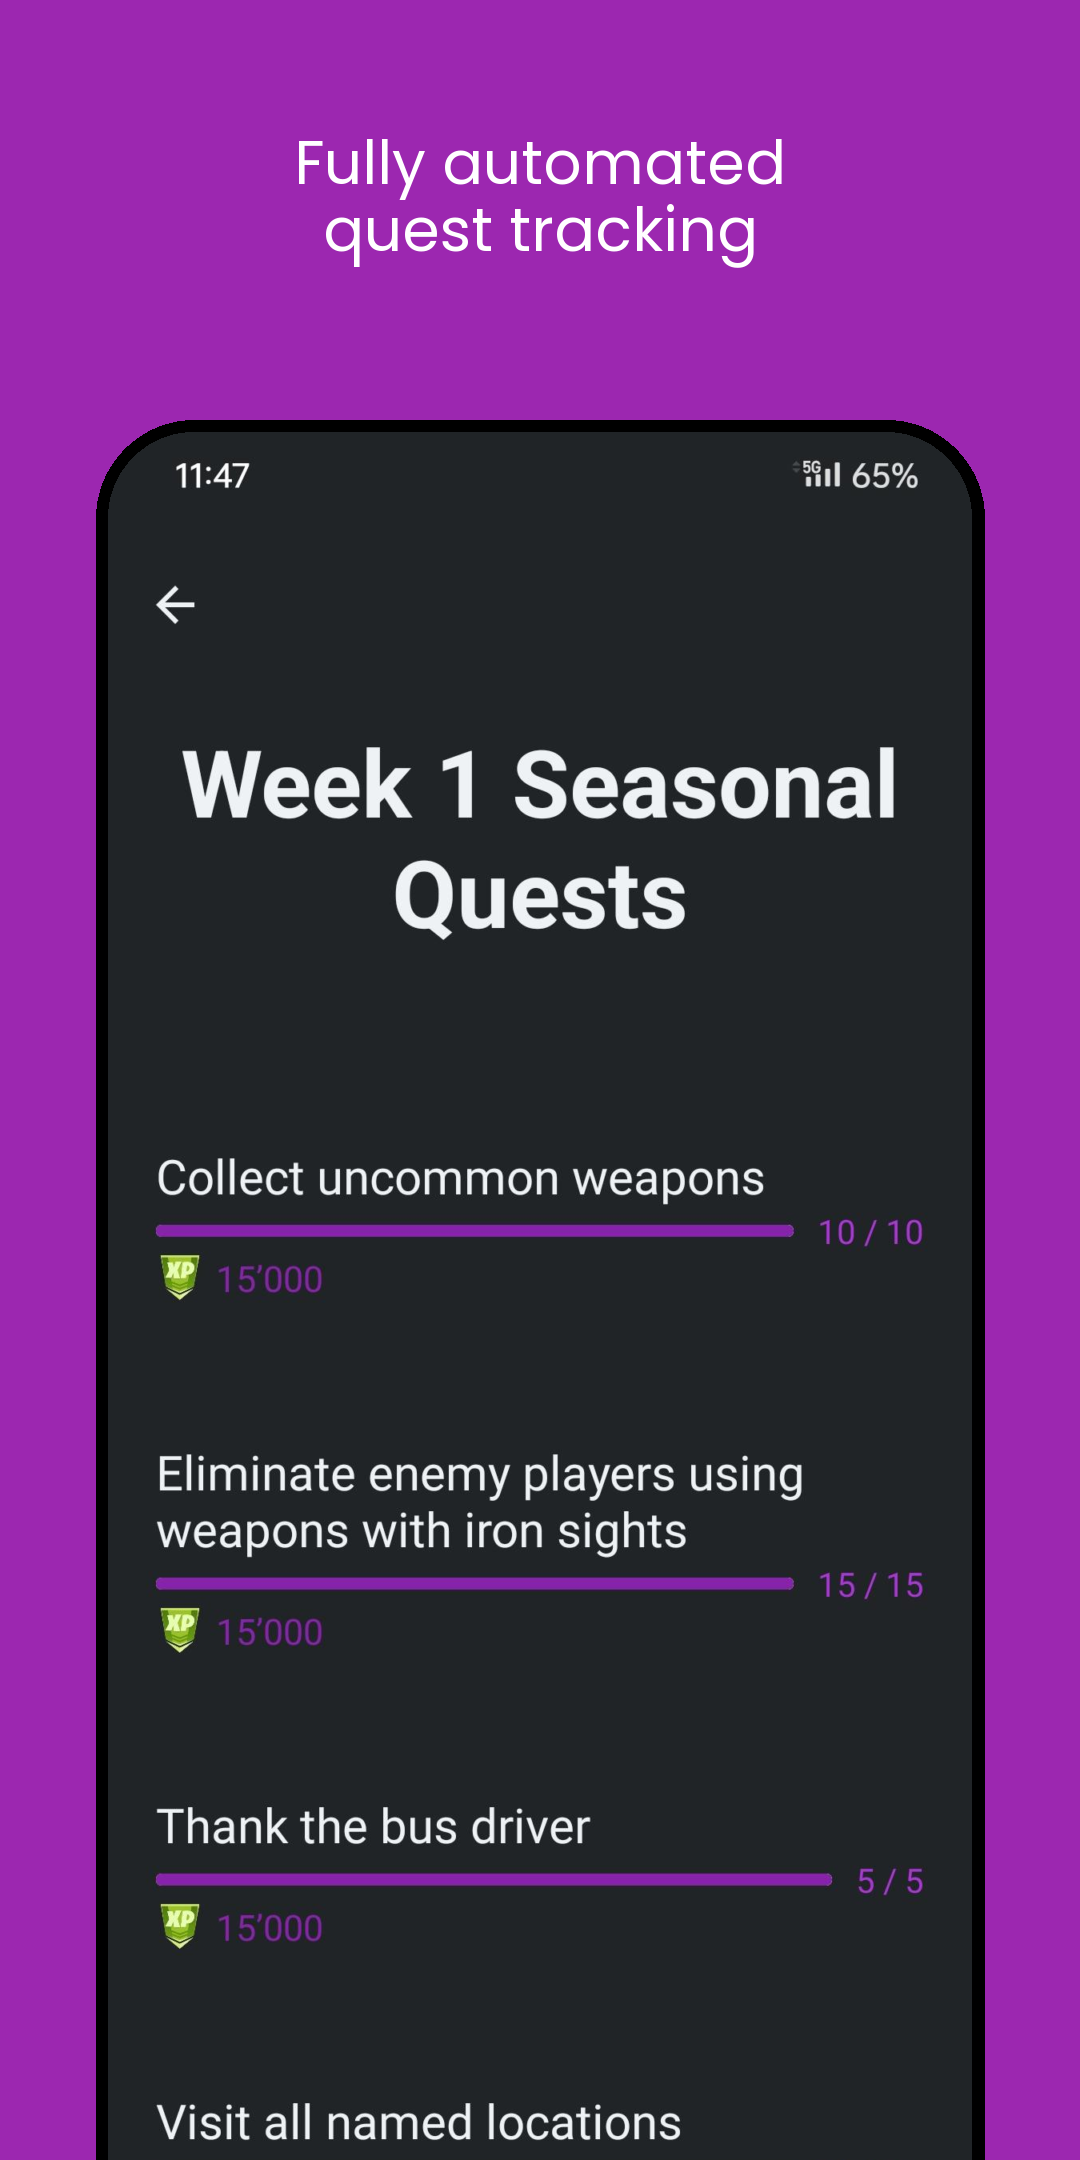 Fully automated
quest tracking
11:47
5G 65%
Week 1 Seasonal
Quests
Collect uncommon weapons
10 / 10
XP 15’000
Eliminate enemy players using
weapons with iron sights
15 / 15
XP 15’000
Thank the bus driver
5 / 5
XP 15’000
Visit all named locations